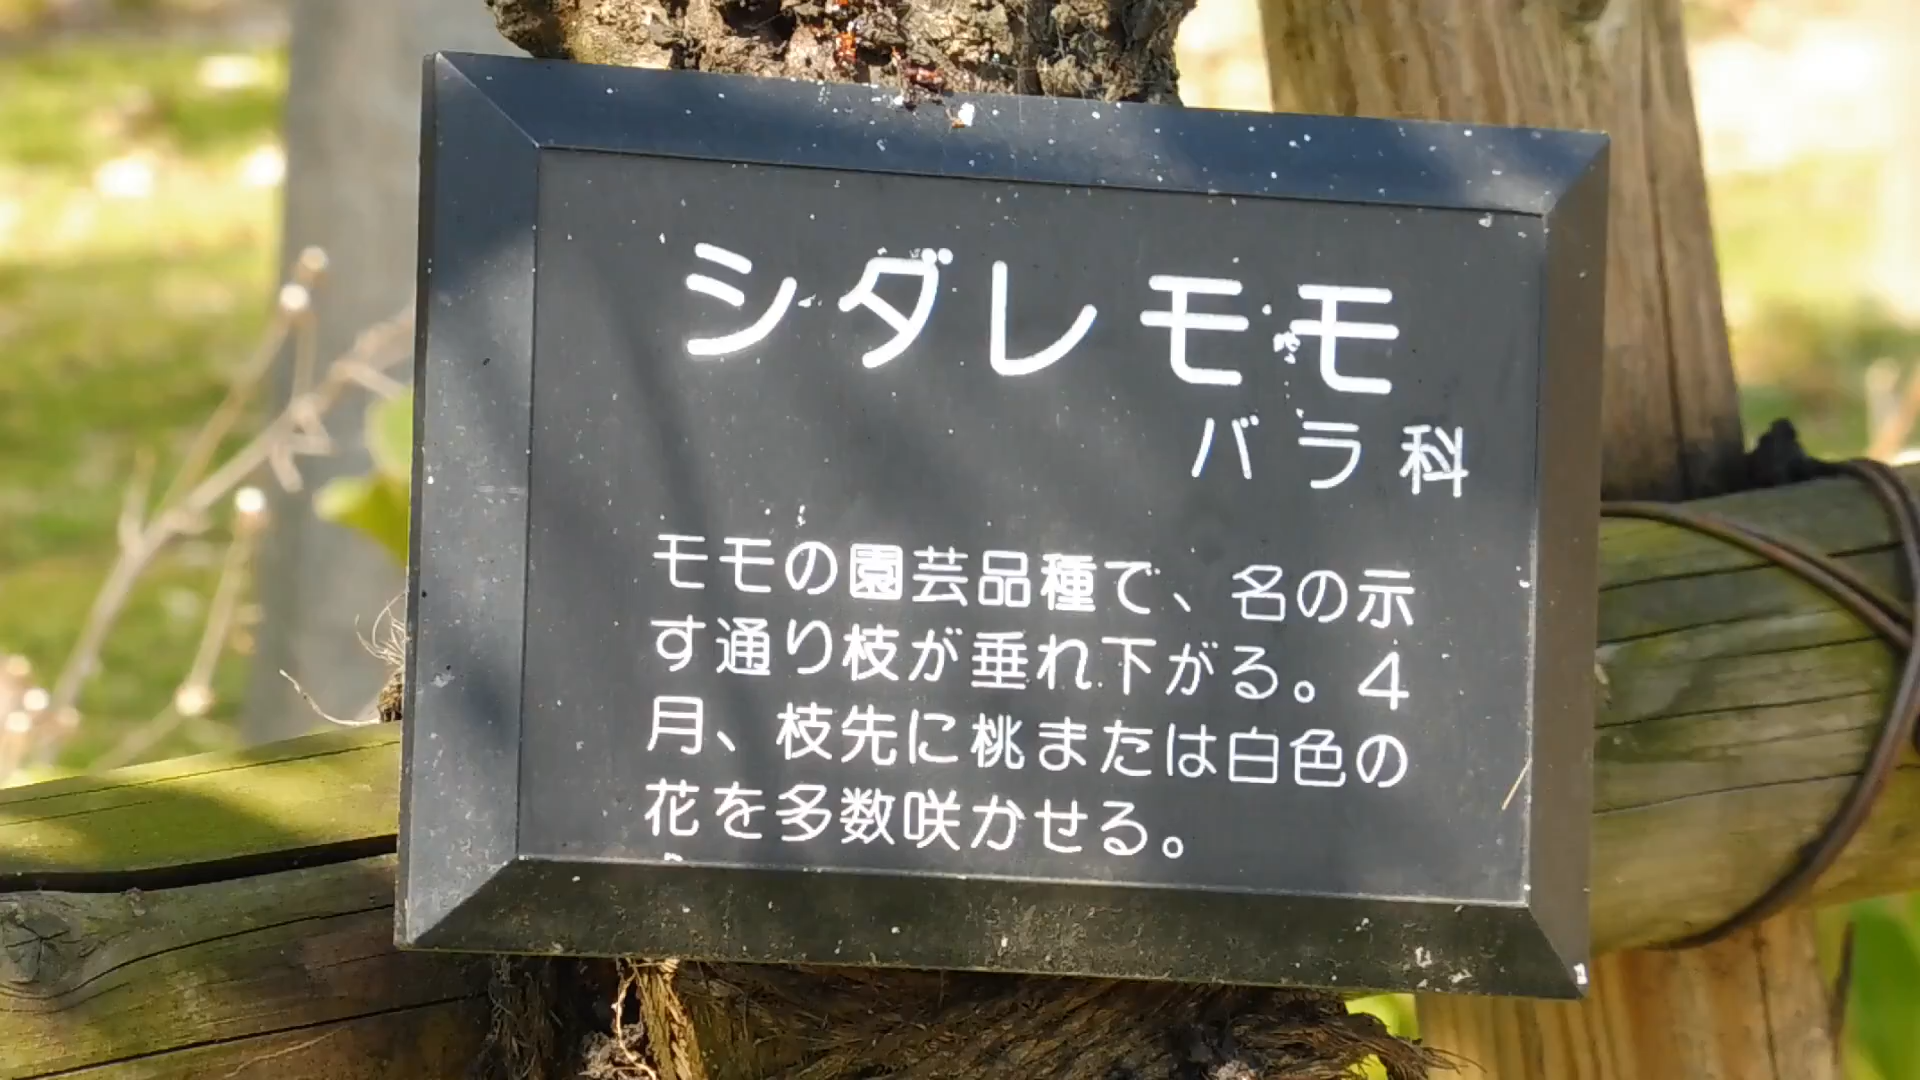 シダレモモ
バラ科
モモの園芸品種で、名の示
す通り枝が垂れ下がる。4
月、枝先に桃または白色の
花を多数咲かせる。